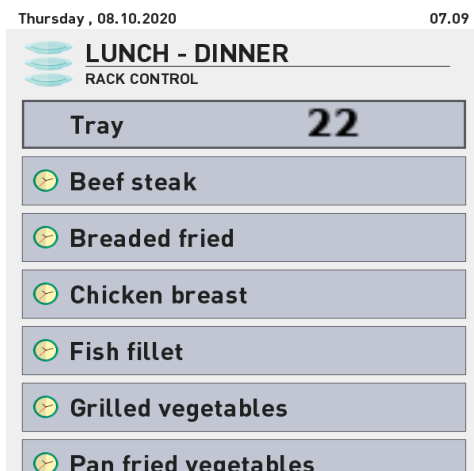 Thursday , 08.10.2020 07.09
LUNCH - DINNER
RACK CONTROL
Tray 22
Beef steak
Breaded fried
Chicken breast
Fish fillet
Grilled vegetables
Pan fried vegetables